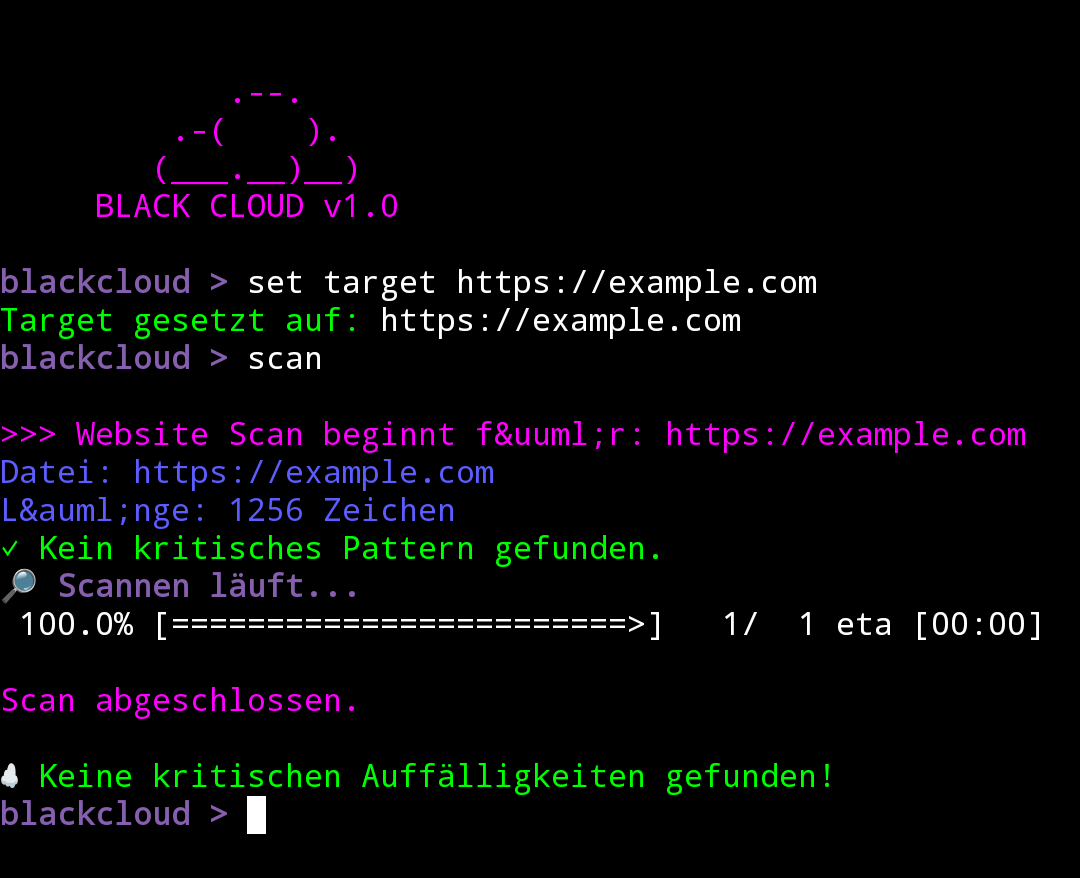 .--.
.-(    ).
(___.__)__)
BLACK CLOUD v1.0
blackcloud > set target https://example.com
Target gesetzt auf: https://example.com
blackcloud > scan
>>> Website Scan beginnt f&uuml;r: https://example.com
Datei: https://example.com
L&auml;nge: 1256 Zeichen
✓ Kein kritisches Pattern gefunden.
🔎 Scannen läuft...
100.0% [========================>]   1/  1 eta [00:00]
Scan abgeschlossen.
Keine kritischen Auffälligkeiten gefunden!
blackcloud >